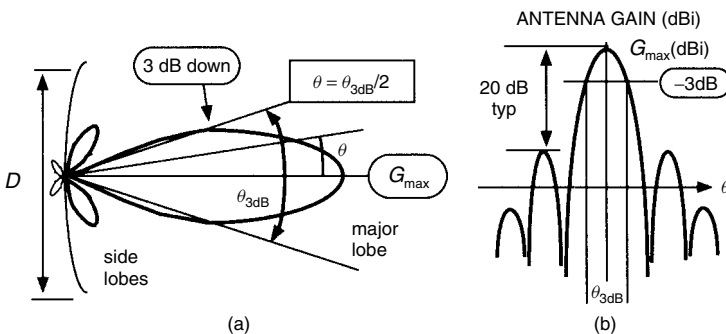 3 dB down
θ = θ3dB/2
D
θ
Gmax
θ3dB
major
lobe
side
lobes
(a)
ANTENNA GAIN (dBi)
Gmax(dBi)
–3dB
20 dB
typ
θ
θ3dB
(b)